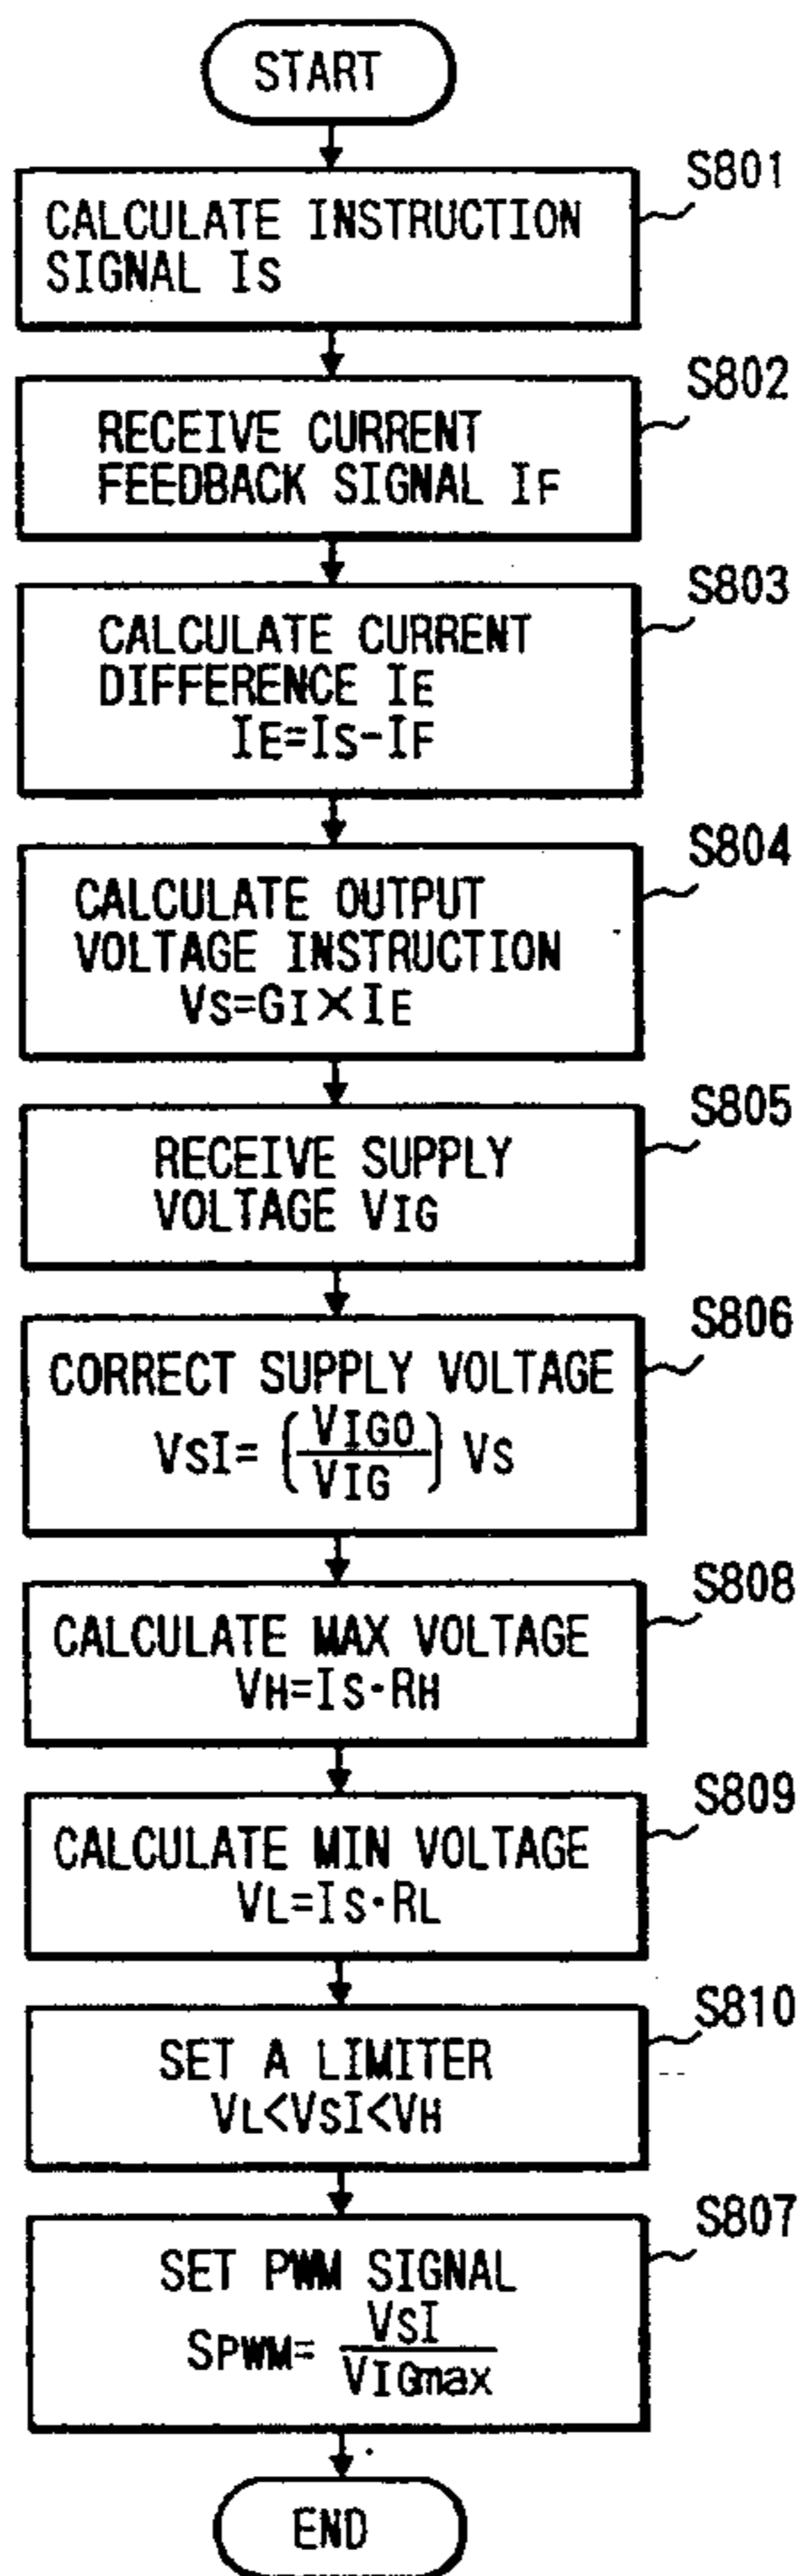 START
S801
CALCULATE INSTRUCTION
SIGNAL IS
S802
RECEIVE CURRENT
FEEDBACK SIGNAL IF
S803
CALCULATE CURRENT
DIFFERENCE IE
IE=IS-IF
S804
CALCULATE OUTPUT
VOLTAGE INSTRUCTION
VS=GI×IE
S805
RECEIVE SUPPLY
VOLTAGE VIG
S806
CORRECT SUPPLY VOLTAGE
VSI= (VIGO/VIG) VS
S808
CALCULATE MAX VOLTAGE
VH=IS·RH
S809
CALCULATE MIN VOLTAGE
VL=IS·RL
S810
SET A LIMITER
VL<VSI<VH
S807
SET PWM SIGNAL
SPWM= VSI/VIGmax
END